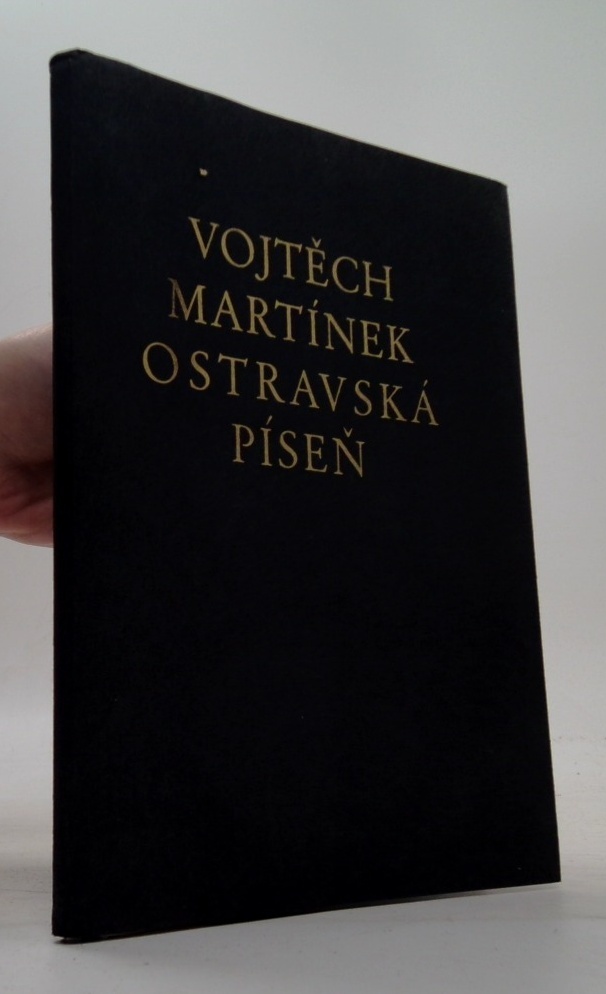 VOJTĚCH
MARTÍNEK
OSTRAVSKÁ
PÍSEŇ